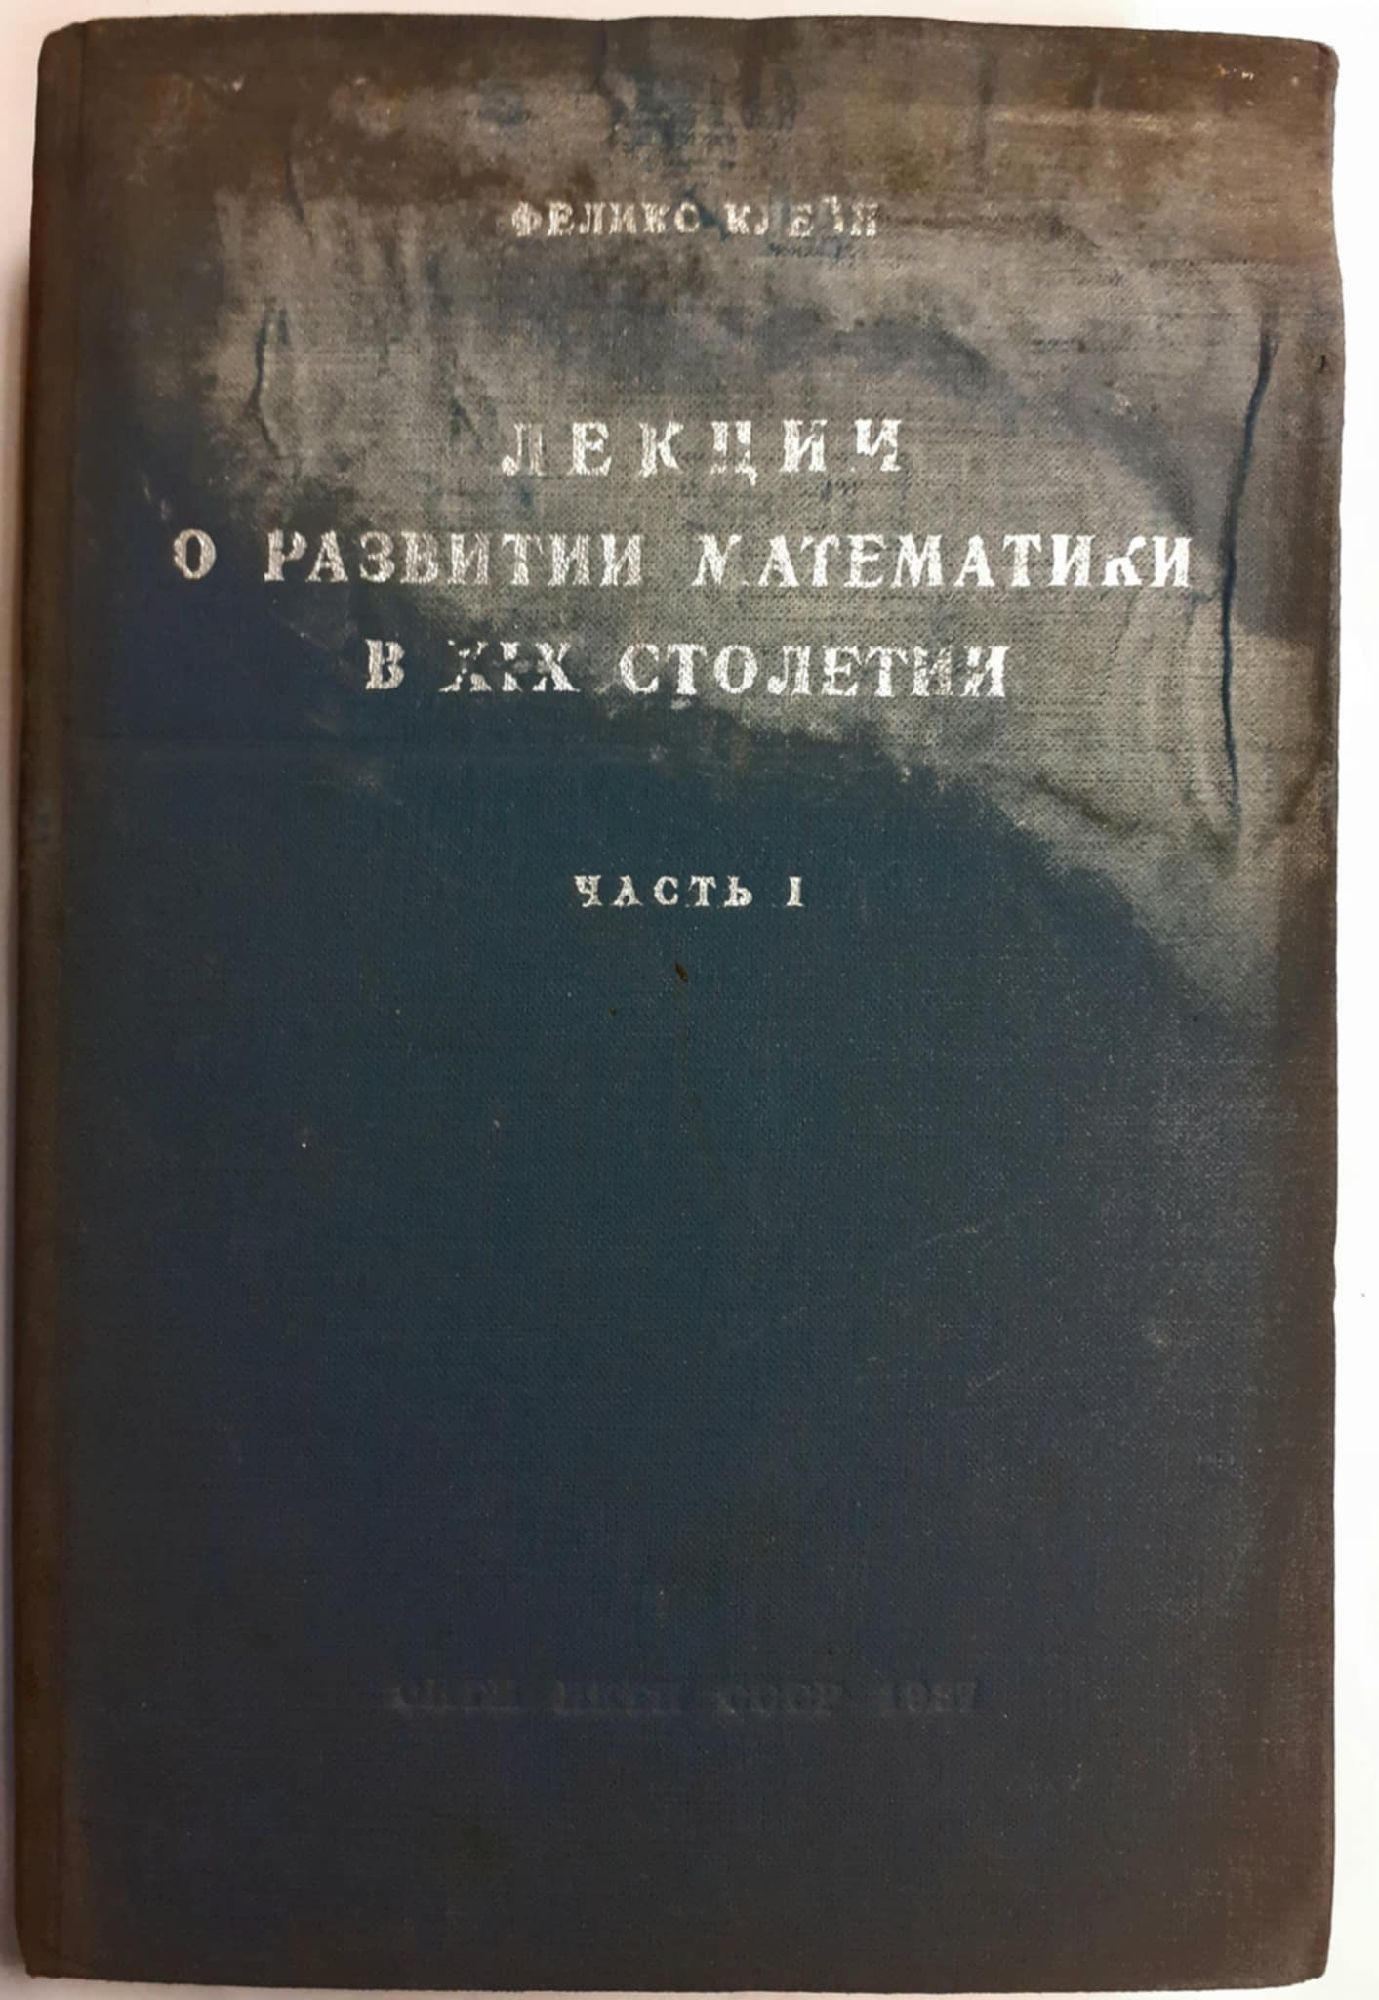 ФЕЛИКС КЛЕЙН
ЛЕКЦИИ
О РАЗВИТИИ МАТЕМАТИКИ
В XIX СТОЛЕТИИ
ЧАСТЬ I
ОНТИ НКТП СССР 1937